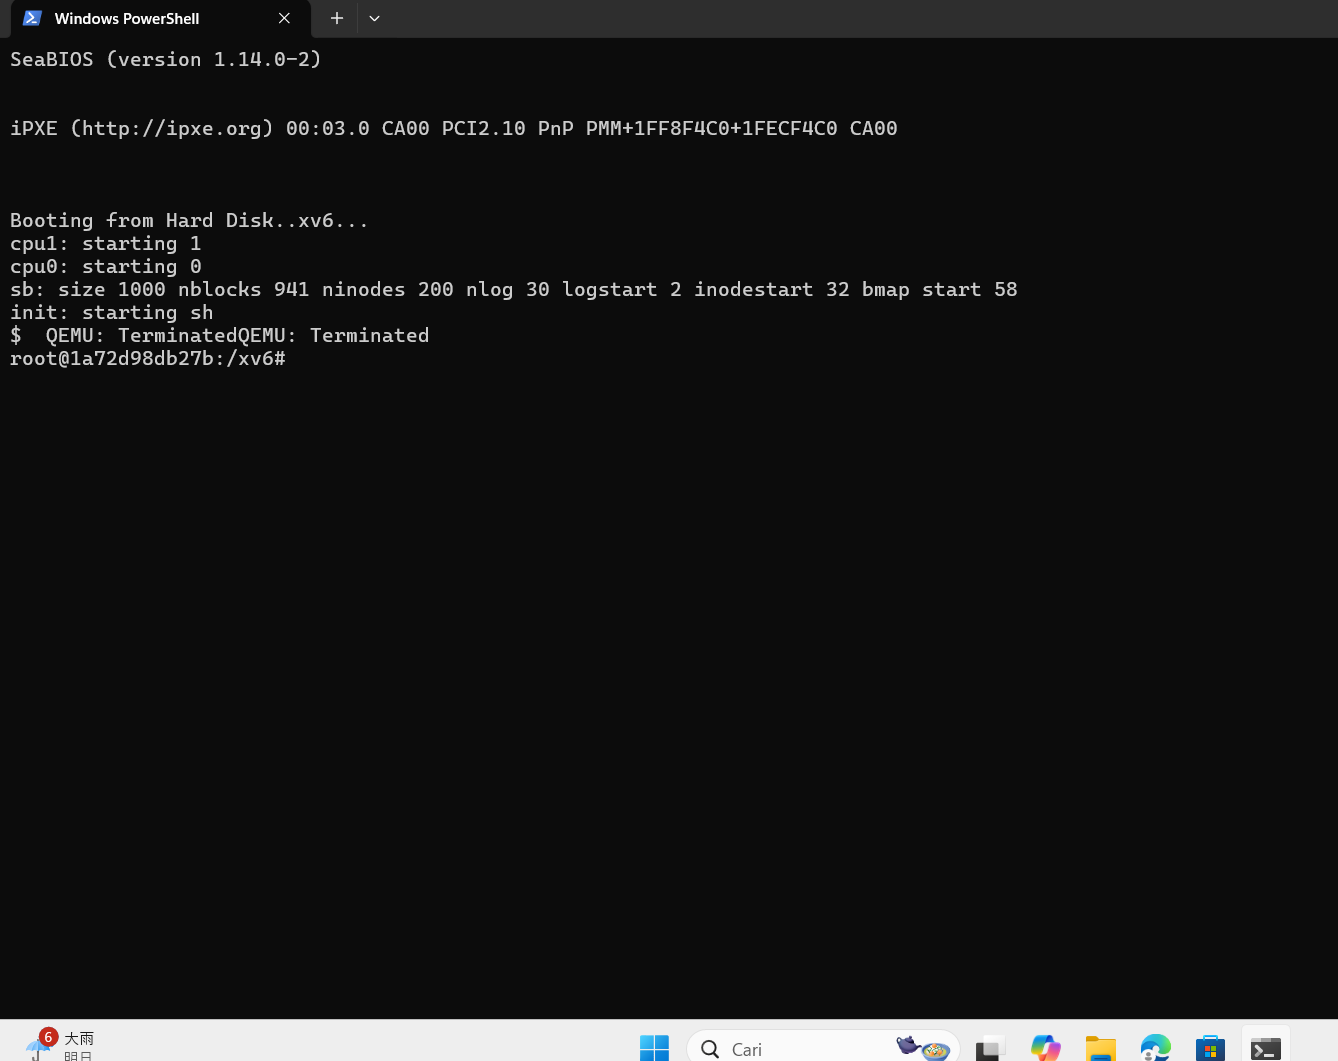 Windows PowerShell
SeaBIOS (version 1.14.0-2)
iPXE (http://ipxe.org) 00:03.0 CA00 PCI2.10 PnP PMM+1FF8F4C0+1FECF4C0 CA00
Booting from Hard Disk..xv6...
cpu1: starting 1
cpu0: starting 0
sb: size 1000 nblocks 941 ninodes 200 nlog 30 logstart 2 inodestart 32 bmap start 58
init: starting sh
$  QEMU: TerminatedQEMU: Terminated
root@1a72d98db27b:/xv6#
6
大雨
明日
Cari